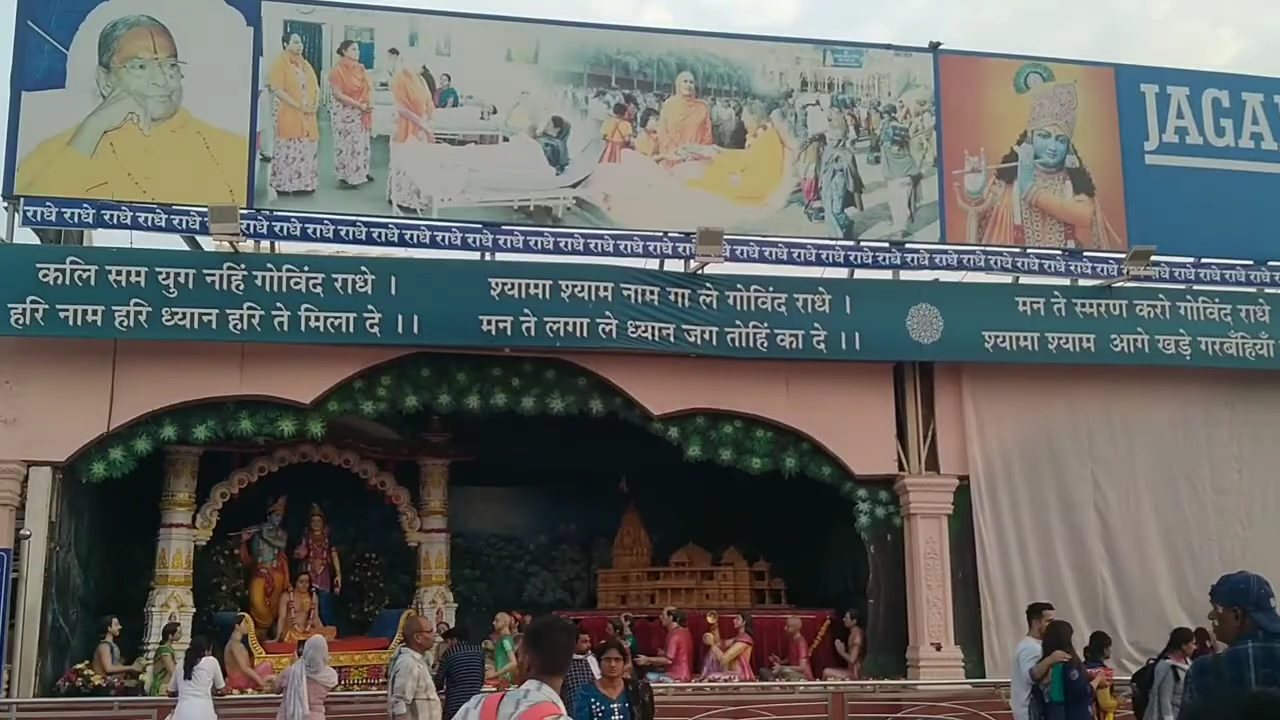 JAGA
राधे राधे राधे राधे राधे राधे राधे राधे राधे राधे राधे राधे राधे राधे राधे राधे राधे राधे राधे राधे राधे राधे राधे राधे राधे राधे राधे राधे राधे राधे
कलि सम युग नहिं गोविंद राधे ।
हरि नाम हरि ध्यान हरि ते मिला दे ।।
श्यामा श्याम नाम गा ले गोविंद राधे ।
मन ते लगा ले ध्यान जग तोहिं का दे ।।
मन ते स्मरण करो गोविंद राधे
श्यामा श्याम आगे खड़े गरबँहियाँ